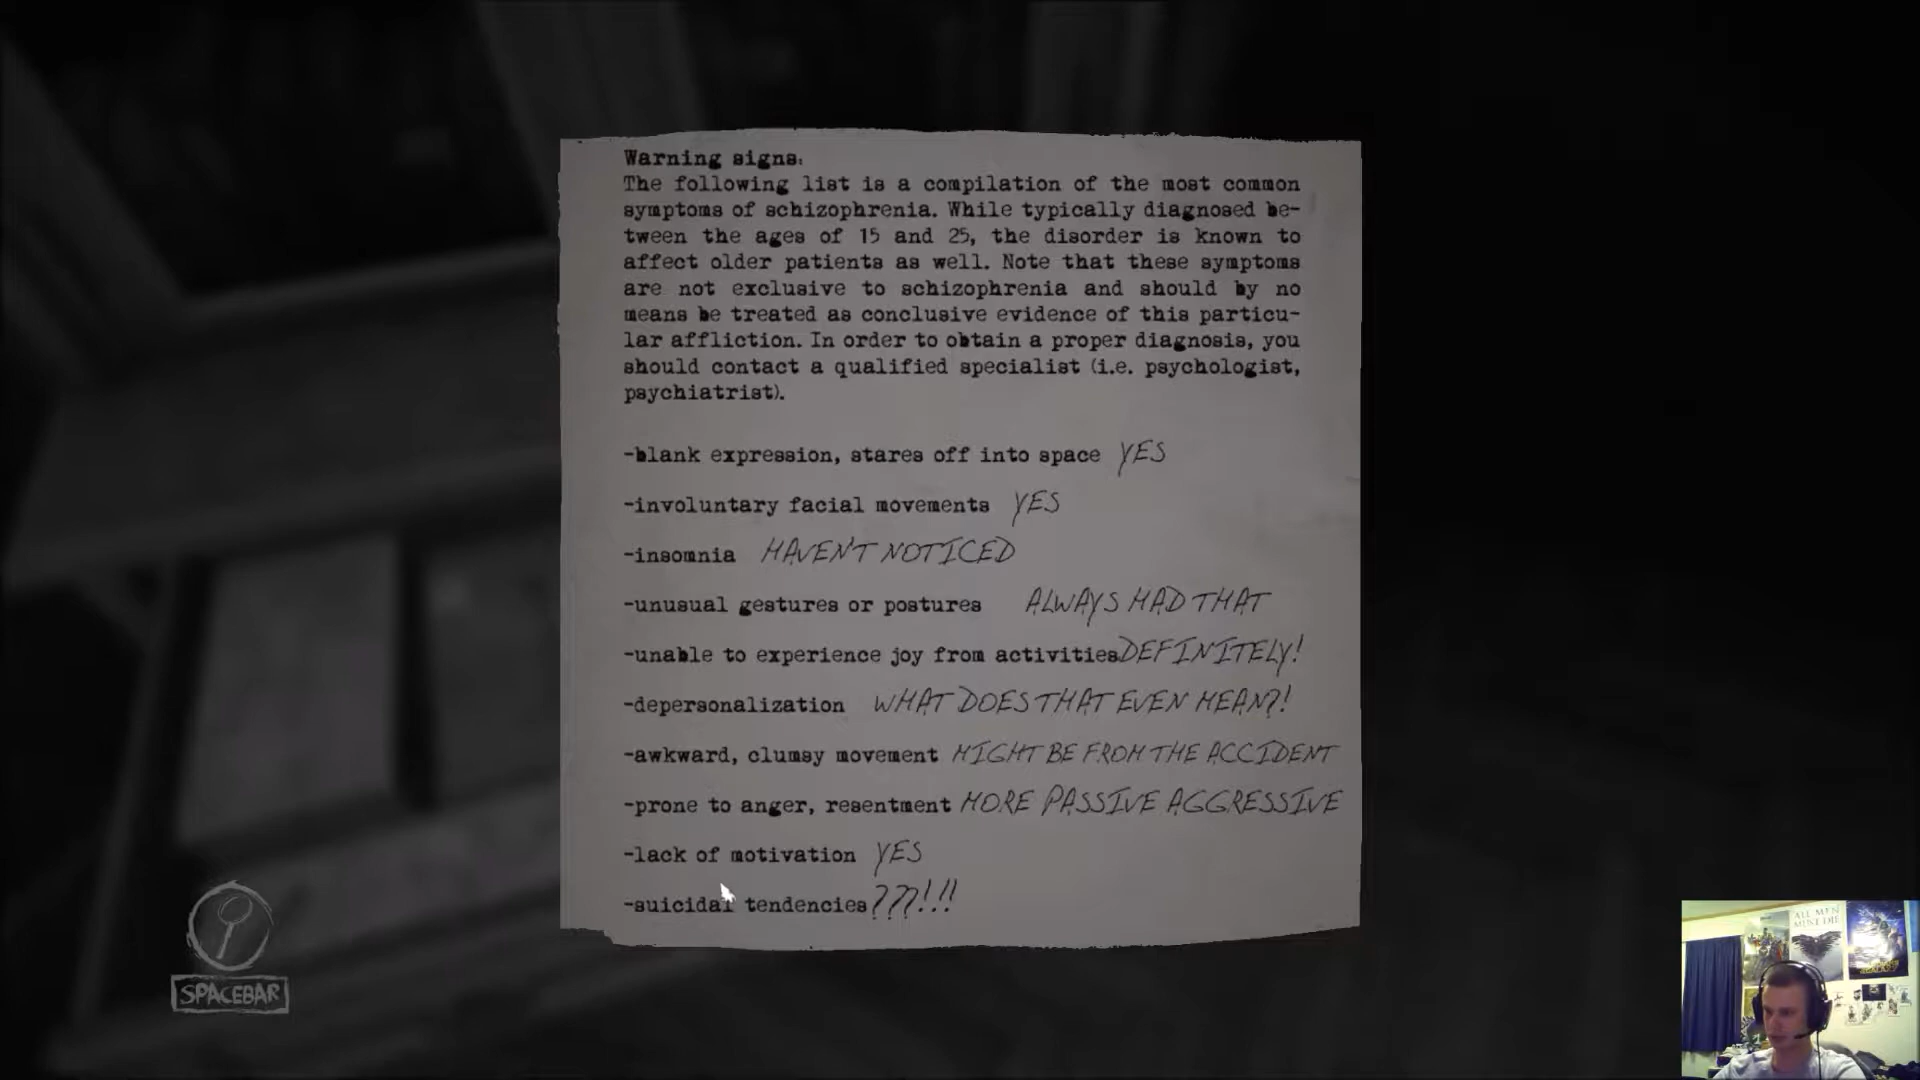 Warning signs:
The following list is a compilation of the most common
symptoms of schizophrenia. While typically diagnosed be-
tween the ages of 15 and 25, the disorder is known to
affect older patients as well. Note that these symptoms
are not exclusive to schizophrenia and should by no
means be treated as conclusive evidence of this particu-
lar affliction. In order to obtain a proper diagnosis, you
should contact a qualified specialist (i.e. psychologist,
psychiatrist).
-blank expression, stares off into space YES
-involuntary facial movements YES
-insomnia HAVEN'T NOTICED
-unusual gestures or postures ALWAYS HAD THAT
-unable to experience joy from activities DEFINITELY!
-depersonalization WHAT DOES THAT EVEN MEAN?!
-awkward, clumsy movement MIGHT BE FROM THE ACCIDENT
-prone to anger, resentment MORE PASSIVE AGGRESSIVE
-lack of motivation YES
-suicidal tendencies???!!!
SPACEBAR
ALL MEN
MUST DIE